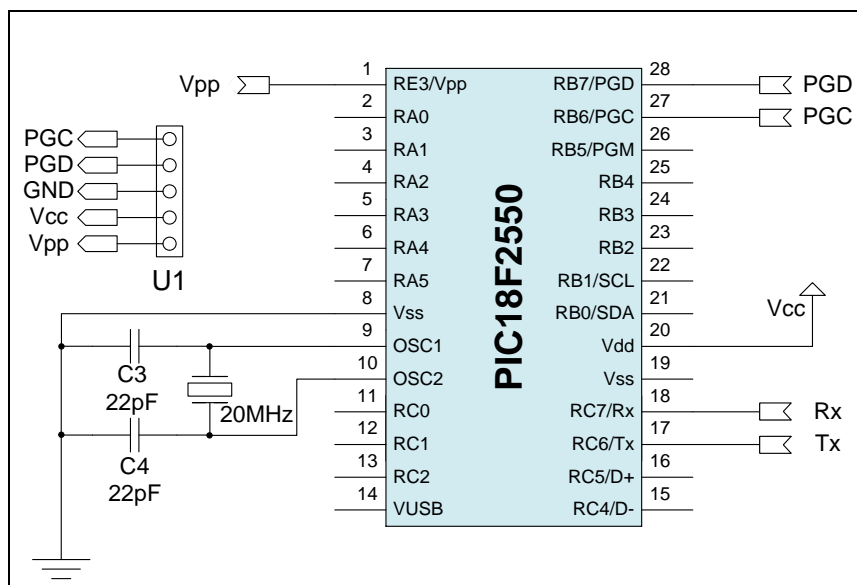 Vpp
PGC
PGD
GND
Vcc
Vpp
U1
C3
22pF
20MHz
C4
22pF
1
2
3
4
5
6
7
8
9
10
11
12
13
14
RE3/Vpp
RA0
RA1
RA2
RA3
RA4
RA5
Vss
OSC1
OSC2
RC0
RC1
RC2
VUSB
PIC18F2550
RB7/PGD
RB6/PGC
RB5/PGM
RB4
RB3
RB2
RB1/SCL
RB0/SDA
Vdd
Vss
RC7/Rx
RC6/Tx
RC5/D+
RC4/D-
28
27
26
25
24
23
22
21
20
19
18
17
16
15
PGD
PGC
Vcc
Rx
Tx